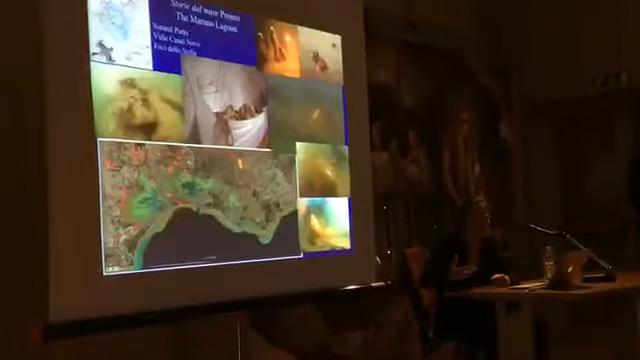 Storie dal mare Project
The Marano Lagoon:
Natural Parks
Valle Canal Novo
Foci dello Stella